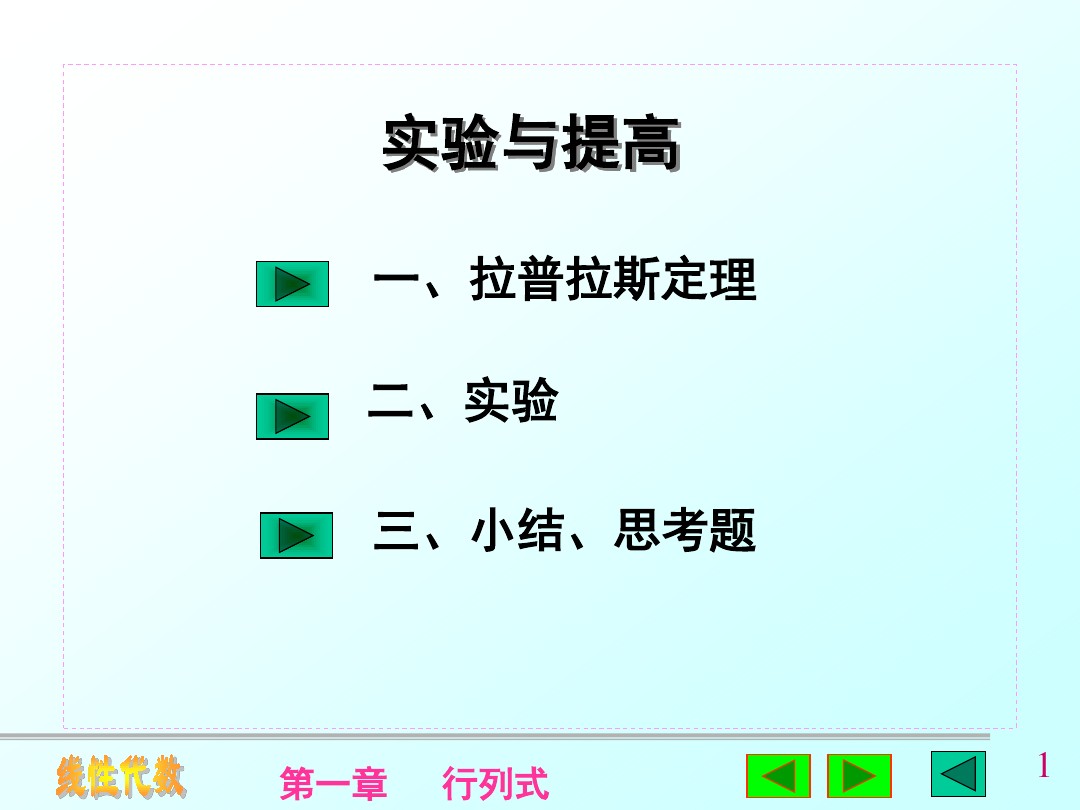 实验与提高
一、拉普拉斯定理
二、实验
三、小结、思考题
线性代数 第一章 行列式 1